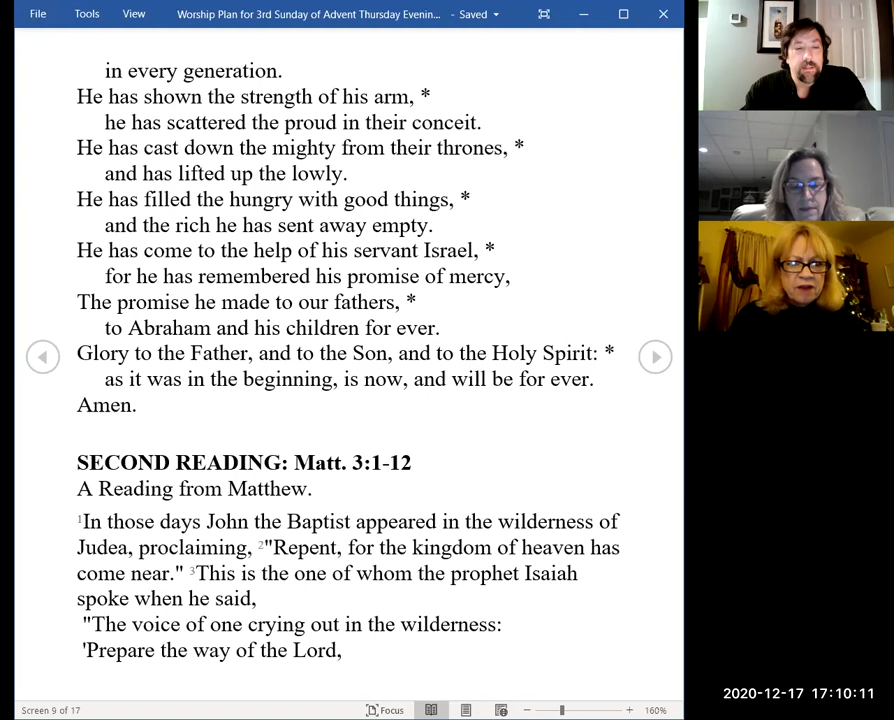 File Tools View Worship Plan for 3rd Sunday of Advent Thursday Evenin... - Saved
in every generation.
He has shown the strength of his arm, *
he has scattered the proud in their conceit.
He has cast down the mighty from their thrones, *
and has lifted up the lowly.
He has filled the hungry with good things, *
and the rich he has sent away empty.
He has come to the help of his servant Israel, *
for he has remembered his promise of mercy,
The promise he made to our fathers, *
to Abraham and his children for ever.
Glory to the Father, and to the Son, and to the Holy Spirit: *
as it was in the beginning, is now, and will be for ever.
Amen.
SECOND READING: Matt. 3:1-12
A Reading from Matthew.
1In those days John the Baptist appeared in the wilderness of
Judea, proclaiming, 2"Repent, for the kingdom of heaven has
come near." 3This is the one of whom the prophet Isaiah
spoke when he said,
"The voice of one crying out in the wilderness:
'Prepare the way of the Lord,
Screen 9 of 17 Focus 160%
2020-12-17 17:10:11